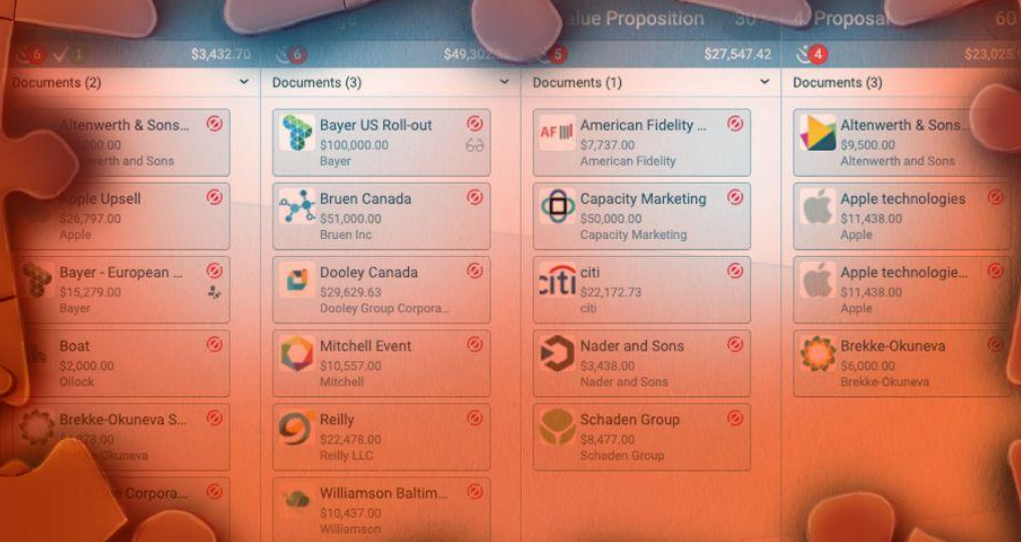 alue Proposition 30
4. Proposal 60
6 1 $3,432.70
6 $49,302
5 $27,547.42
4 $23,025
Documents (2)
Documents (3)
Documents (1)
Documents (3)
Altenworth & Sons...
000.00
worth and Sons
Apple Upsell
$26,797.00
Apple
Bayer - European ...
$15,279.00
Bayer
Boat
$2,000.00
Oilock
Brekke-Okuneva S...
078.00
Okuneva
Corpora...
Bayer US Roll-out
$100,000.00
Bayer
Bruen Canada
$51,000.00
Bruen Inc
Dooley Canada
$29,629.63
Dooley Group Corpora...
Mitchell Event
$10,557.00
Mitchell
Reilly
$22,478.00
Reilly LLC
Williamson Baltim...
$10,437.00
Williamson
AF
American Fidelity ...
$7,737.00
American Fidelity
Capacity Marketing
$50,000.00
Capacity Marketing
citi
citi
$22,172.73
citi
Nader and Sons
$3,438.00
Nader and Sons
Schaden Group
$8,477.00
Schaden Group
Altenwerth & Sons...
$9,500.00
Altenwerth and Sons
Apple technologies
$11,438.00
Apple
Apple technologie...
$11,438.00
Apple
Brekke-Okuneva
$6,000.00
Brekke-Okuneva